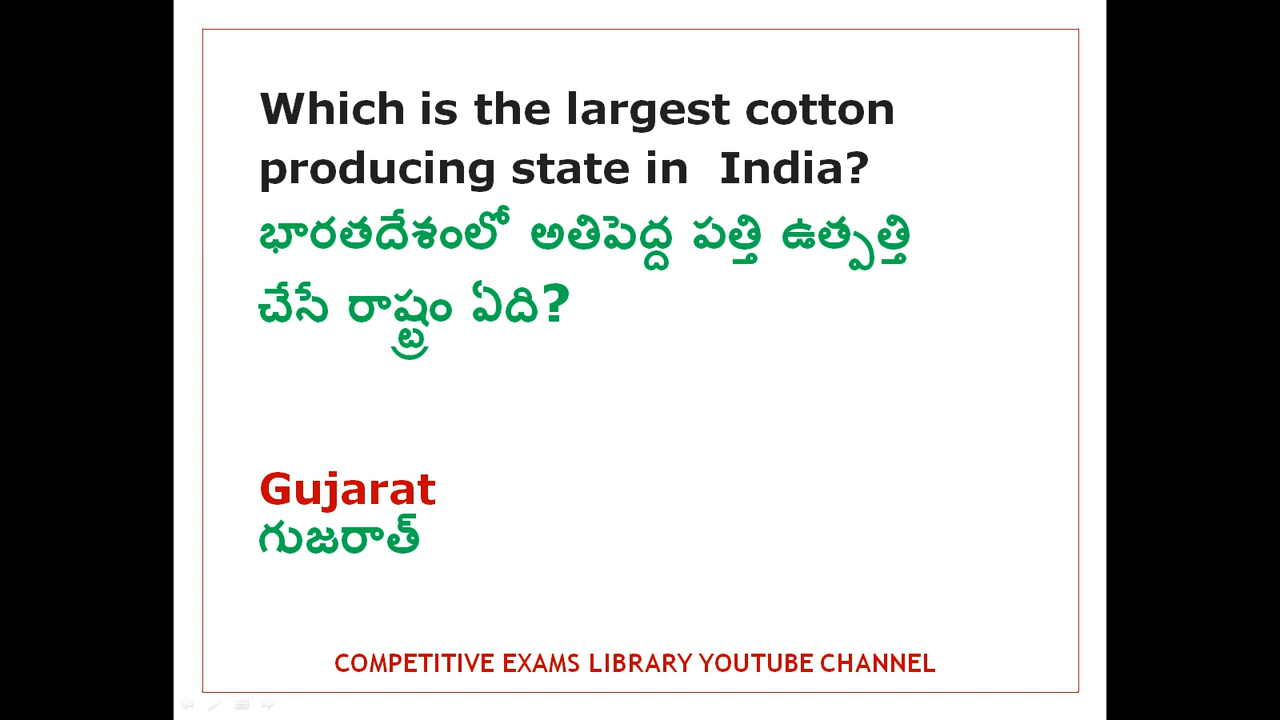 Which is the largest cotton
producing state in India?
భారతదేశంలో అతిపెద్ద పత్తి ఉత్పత్తి
చేసే రాష్ట్రం ఏది?
Gujarat
గుజరాత్
COMPETITIVE EXAMS LIBRARY YOUTUBE CHANNEL